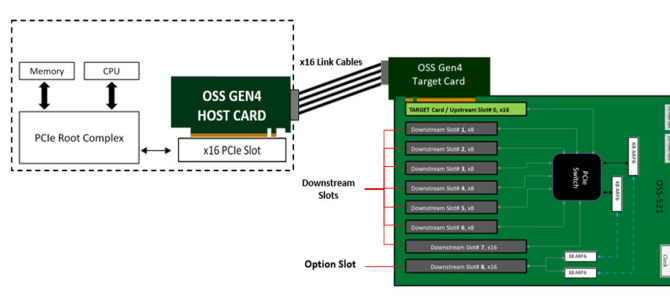 Memory
CPU
PCIe Root Complex
OSS GEN4
HOST CARD
x16 PCIe Slot
x16 Link Cables
OSS Gen4
Target Card
TARGET Card / Upstream Slot# 0, x16
Downstream Slot# 1, x8
Downstream Slot# 2, x8
Downstream Slot# 3, x8
Downstream Slot# 4, x8
Downstream Slot# 5, x8
Downstream Slot# 6, x8
Downstream Slot# 7, x16
Downstream Slot# 8, x16
Downstream
Slots
Option Slot
PCIe
Switch
X8 ARF6
X8 ARF6
X8 ARF6
X8 ARF6
OSS-521
Clock